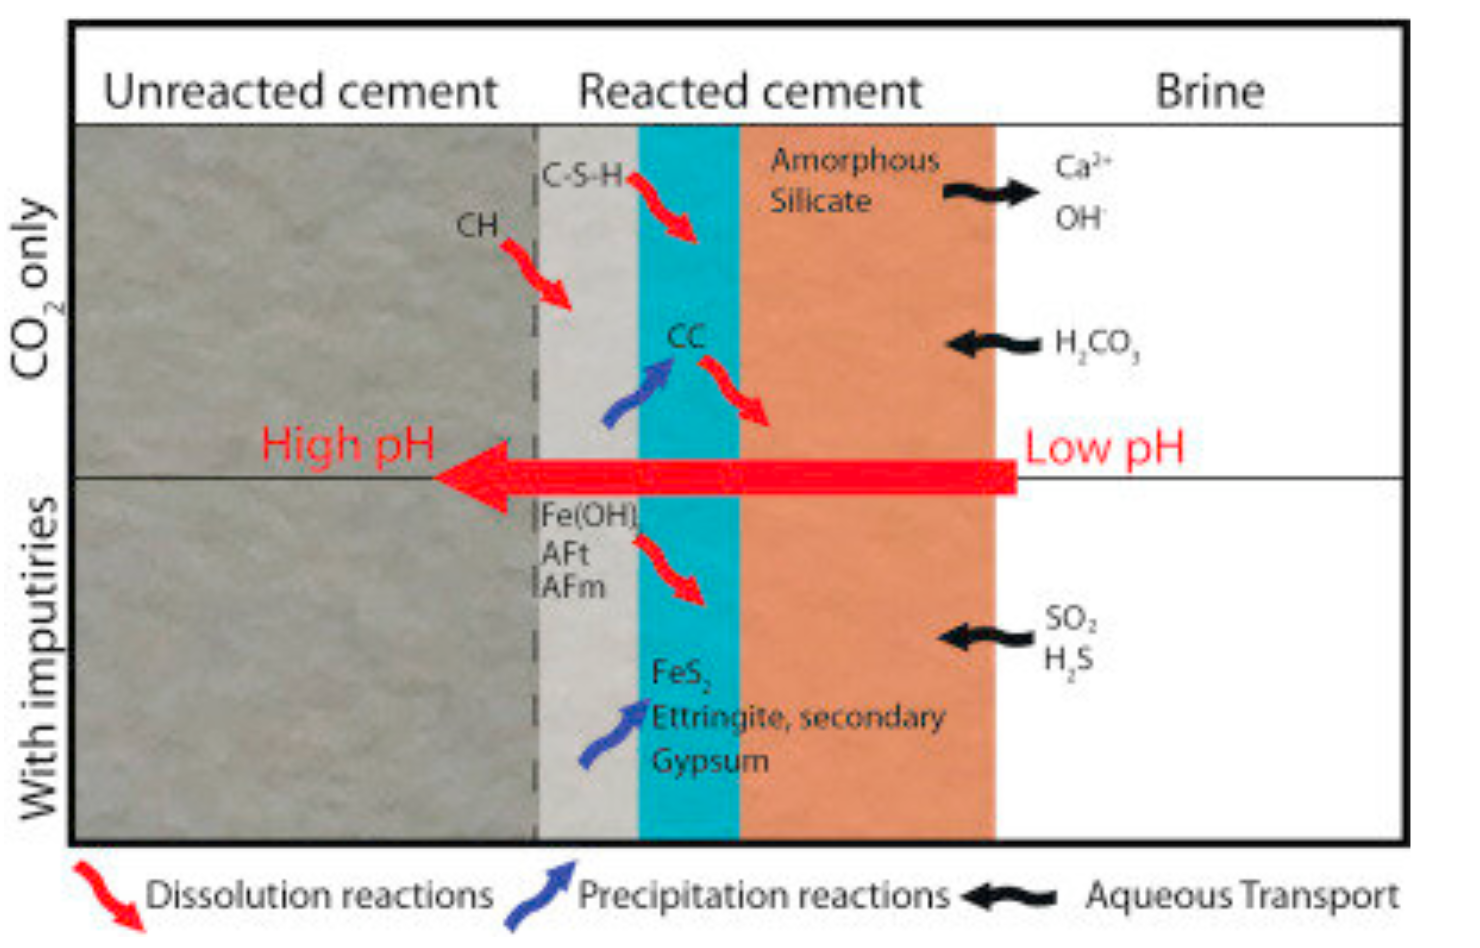 Unreacted cement
Reacted cement
Brine
CO₂ only
C-S-H
CH
CC
Amorphous
Silicate
Ca²⁺
OH⁻
H₂CO₃
High pH
Low pH
With imputiries
Fe(OH)
AFt
AFm
FeS₂
Ettringite, secondary
Gypsum
SO₂
H₂S
Dissolution reactions
Precipitation reactions
Aqueous Transport